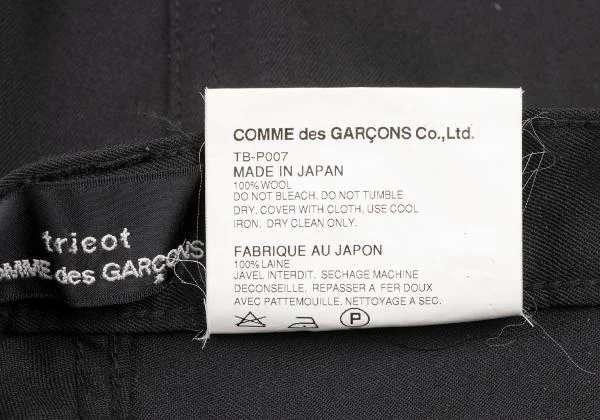 COMME des GARÇONS Co.,Ltd.
TB-P007
MADE IN JAPAN
100%WOOL
DO NOT BLEACH. DO NOT TUMBLE
DRY. COVER WITH CLOTH, USE COOL
IRON. DRY CLEAN ONLY.
FABRIQUE AU JAPON
100%LAINE
JAVEL INTERDIT. SECHAGE MACHINE
DECONSEILLE. REPASSER A FER DOUX
AVEC PATTEMOUILLE. NETTOYAGE A SEC.
P
tricot
OMME des GARÇONS